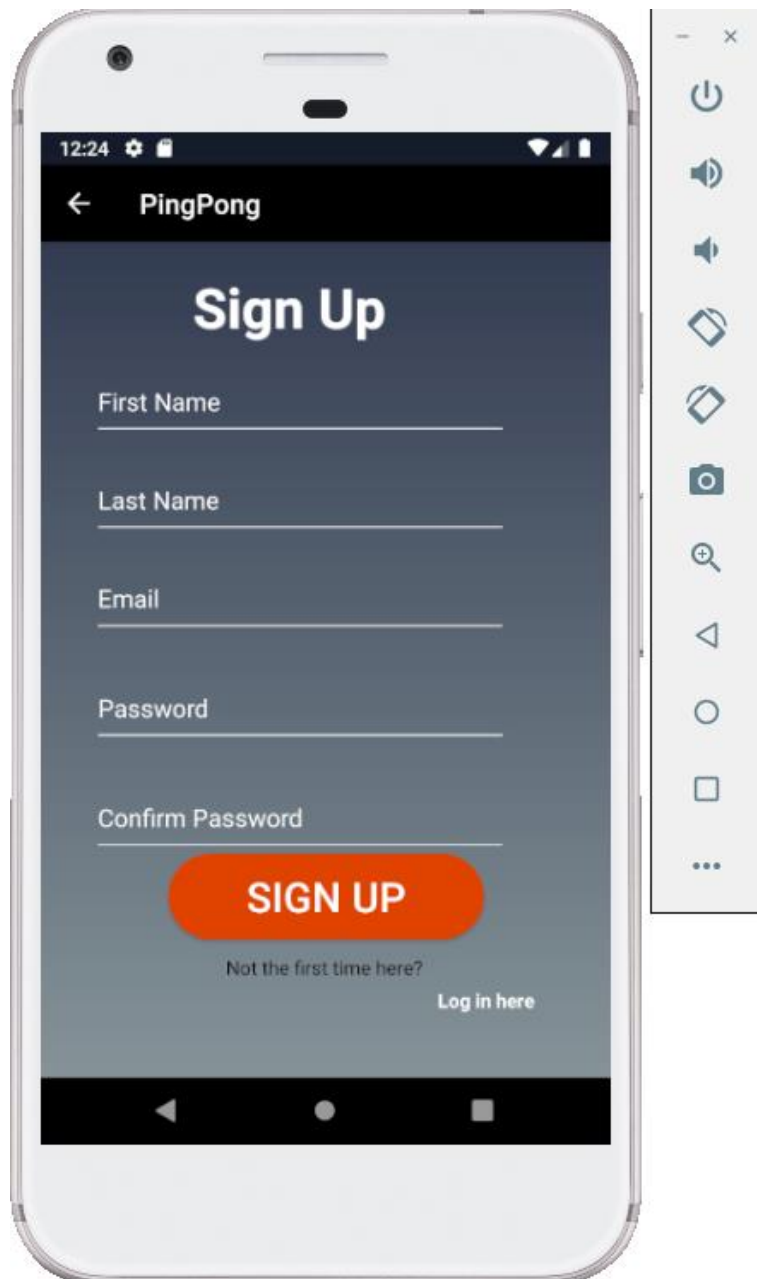 12:24
PingPong
Sign Up
First Name
Last Name
Email
Password
Confirm Password
SIGN UP
Not the first time here?
Log in here